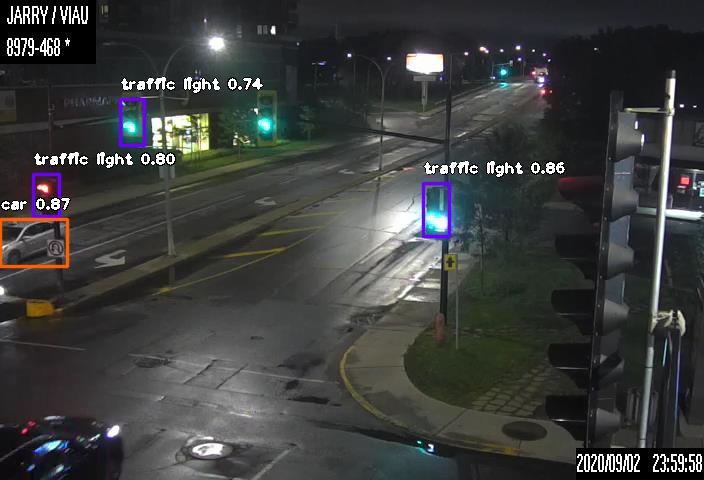 JARRY / VIAU
8979-468 *
traffic light 0.74
PHARMA
traffic light 0.80
traffic light 0.86
car 0.87
2020/09/02 23:59:58